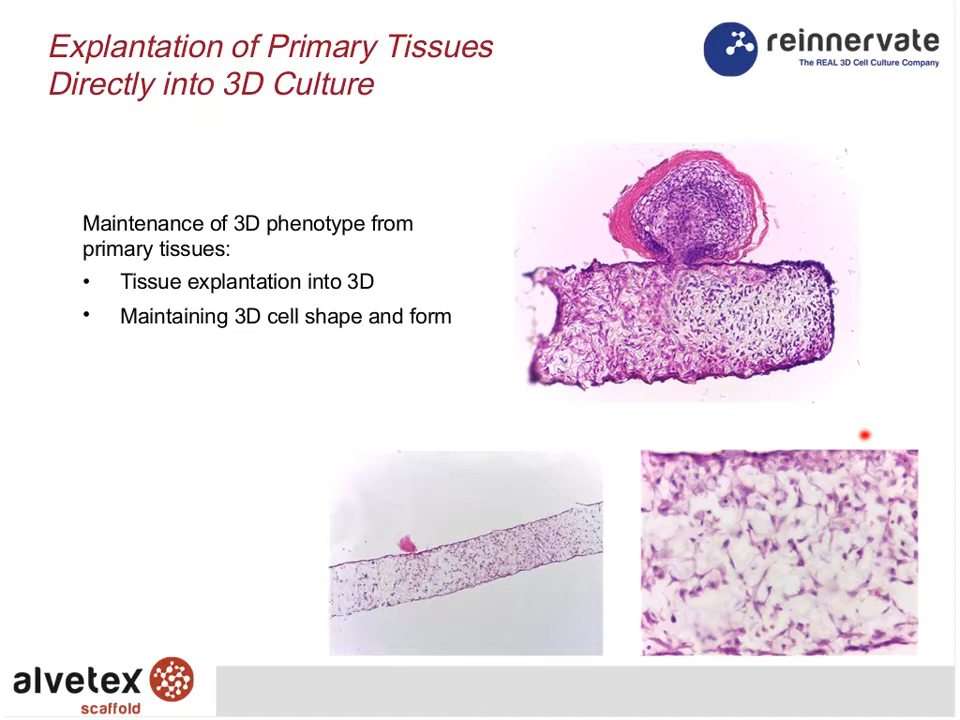 Explantation of Primary Tissues
Directly into 3D Culture
reinnervate
The REAL 3D Cell Culture Company
Maintenance of 3D phenotype from
primary tissues:
• Tissue explantation into 3D
• Maintaining 3D cell shape and form
alvetex
scaffold